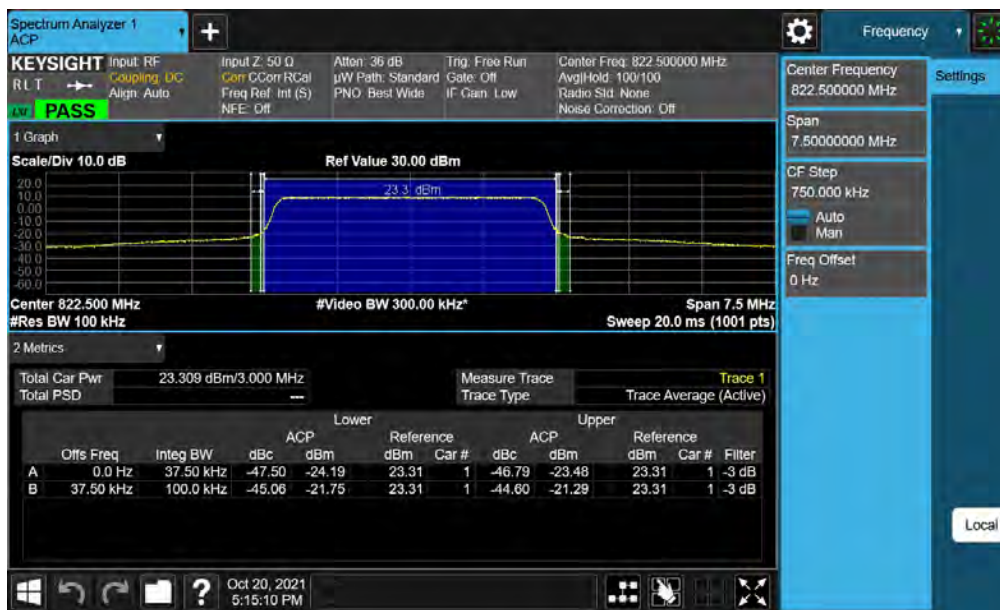 Spectrum Analyzer 1
ACP
+
Frequency
KEYSIGHT
Input: RF
Coupling: DC
Align: Auto
Input Z: 50 Ω
Corr CCorr RCal
Freq Ref: Int (S)
NFE: Off
Atten: 36 dB
µW Path: Standard
PNO: Best Wide
Trig: Free Run
Gate: Off
IF Gain: Low
Center Freq: 822.500000 MHz
Avg|Hold: 100/100
Radio Std: None
Noise Correction: Off
R L T
LXI PASS
Center Frequency
822.500000 MHz
Settings
Span
7.50000000 MHz
CF Step
750.000 kHz
Auto
Man
Freq Offset
0 Hz
Local
1 Graph
Scale/Div 10.0 dB
Ref Value 30.00 dBm
23.3 dBm
20.0
10.0
0.00
-10.0
-20.0
-30.0
-40.0
-50.0
-60.0
Center 822.500 MHz
#Video BW 300.00 kHz*
Span 7.5 MHz
#Res BW 100 kHz
Sweep 20.0 ms (1001 pts)
2 Metrics
Total Car Pwr 23.309 dBm/3.000 MHz
Total PSD ---
Measure Trace Trace 1
Trace Type Trace Average (Active)
Lower Upper
ACP Reference ACP Reference
Offs Freq Integ BW dBc dBm dBm Car # dBc dBm dBm Car # Filter
A 0.0 Hz 37.50 kHz -47.50 -24.19 23.31 1 -46.79 -23.48 23.31 1 -3 dB
B 37.50 kHz 100.0 kHz -45.06 -21.75 23.31 1 -44.60 -21.29 23.31 1 -3 dB
?
Oct 20, 2021
5:15:10 PM